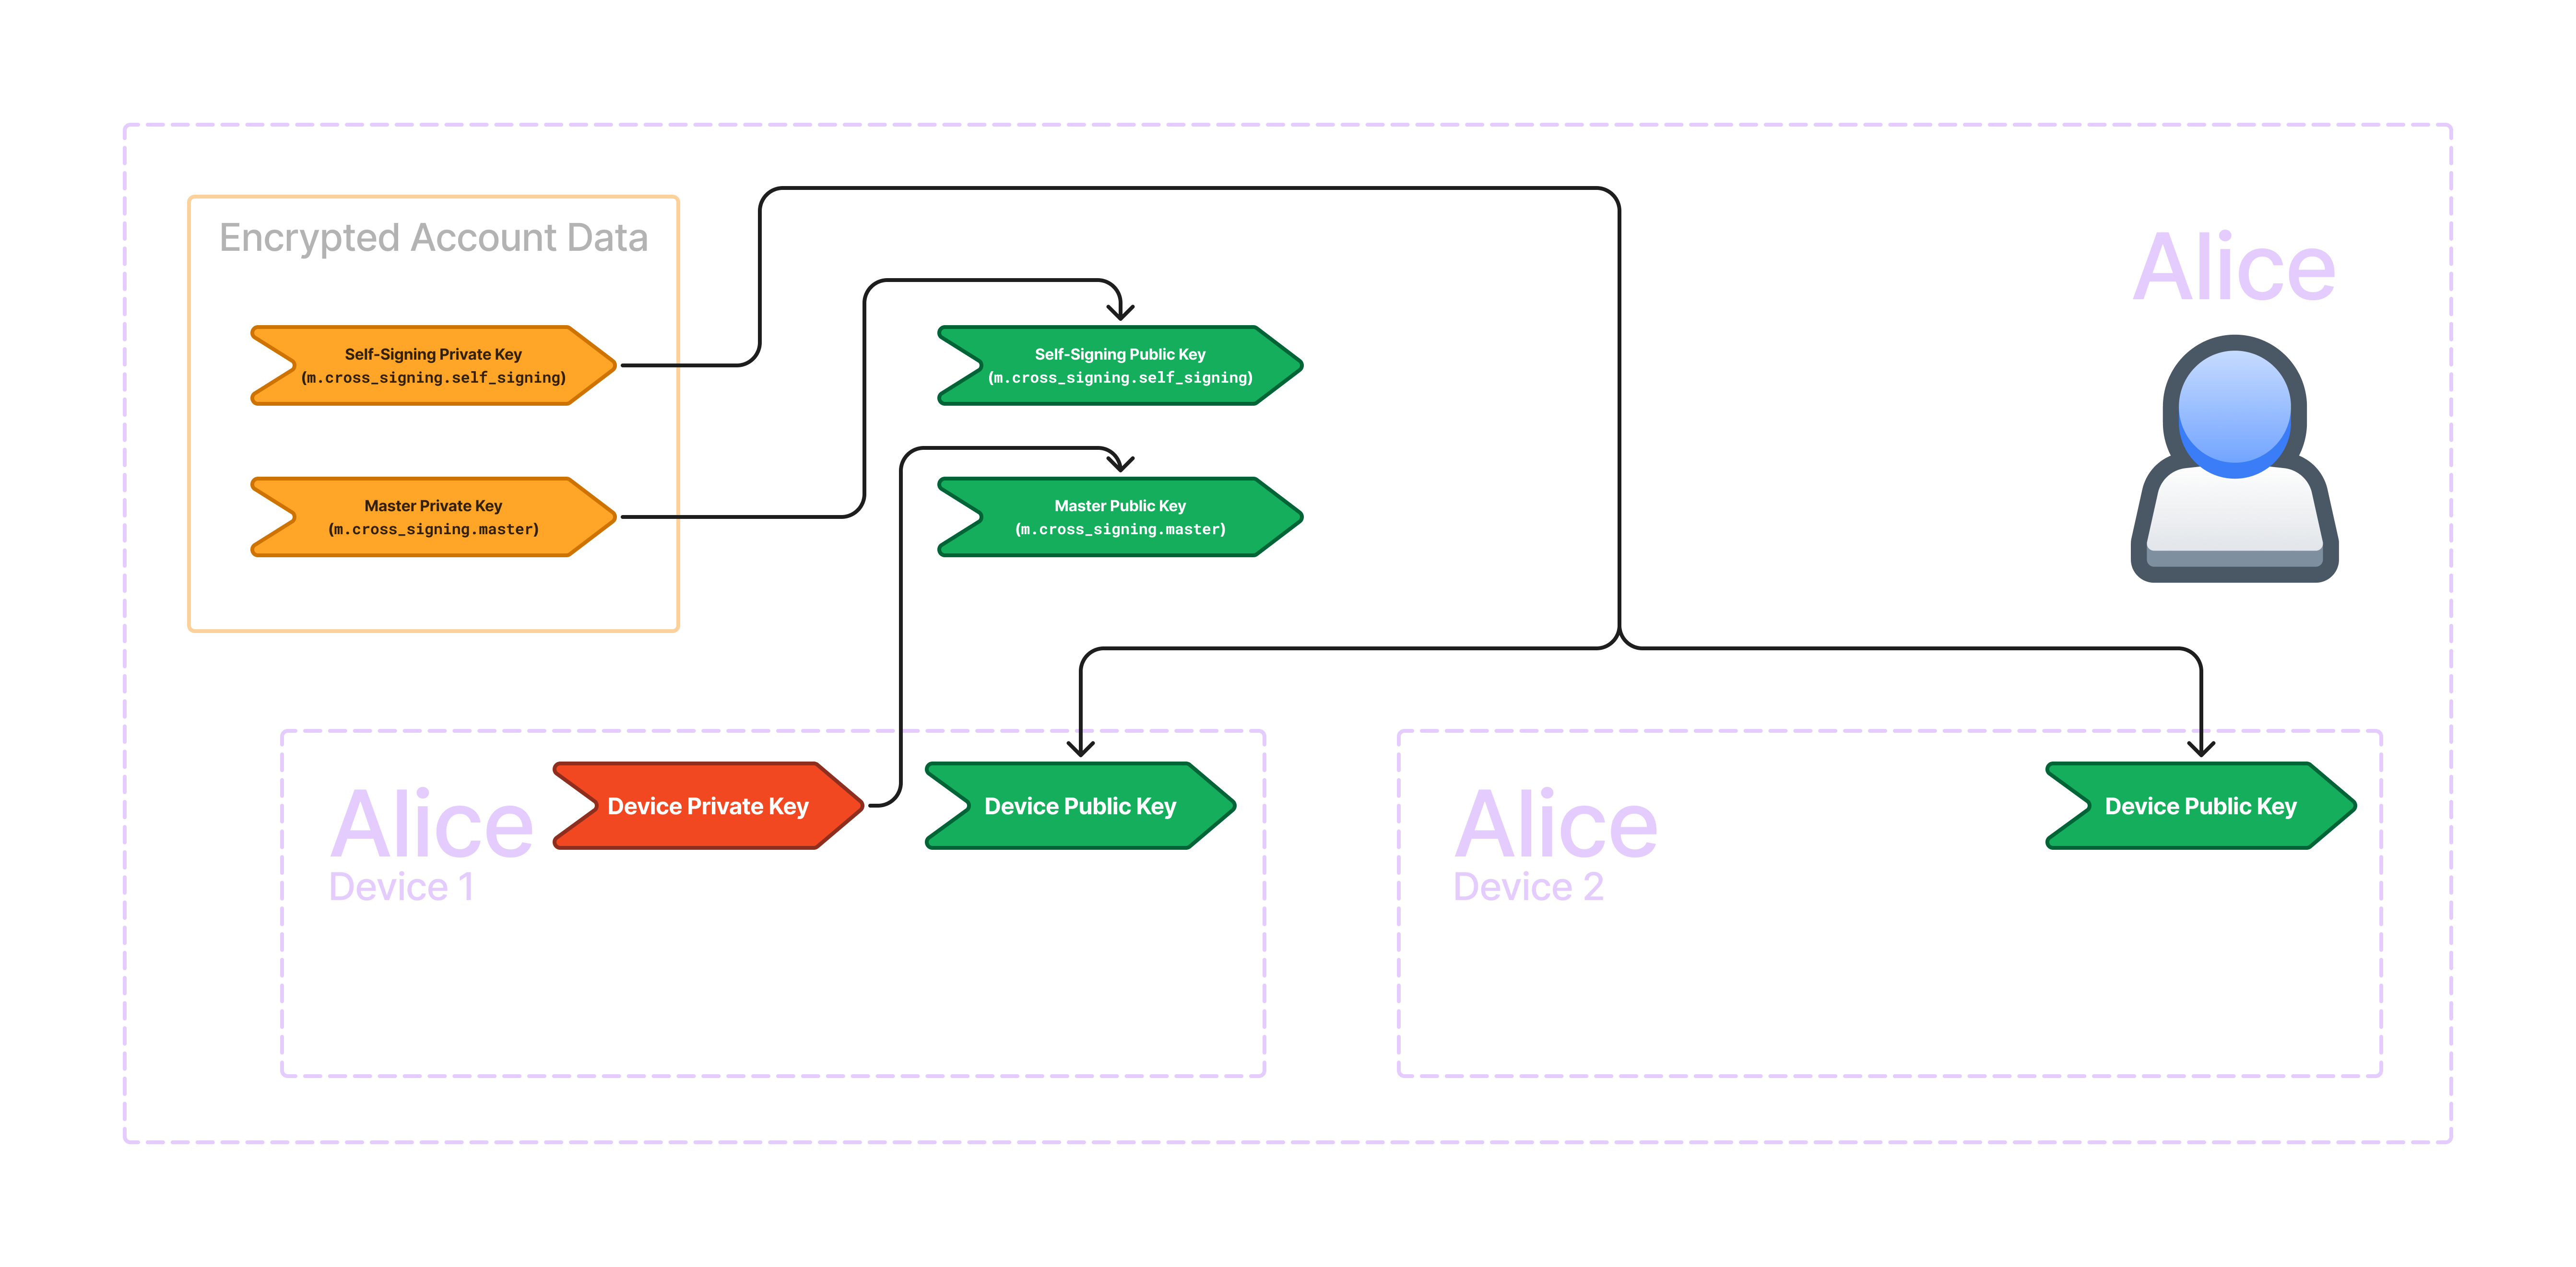 Encrypted Account Data
Alice
Self-Signing Private Key
(m.cross_signing.self_signing)
Self-Signing Public Key
(m.cross_signing.self_signing)
Master Private Key
(m.cross_signing.master)
Master Public Key
(m.cross_signing.master)
Alice
Device 1
Device Private Key
Device Public Key
Alice
Device 2
Device Public Key